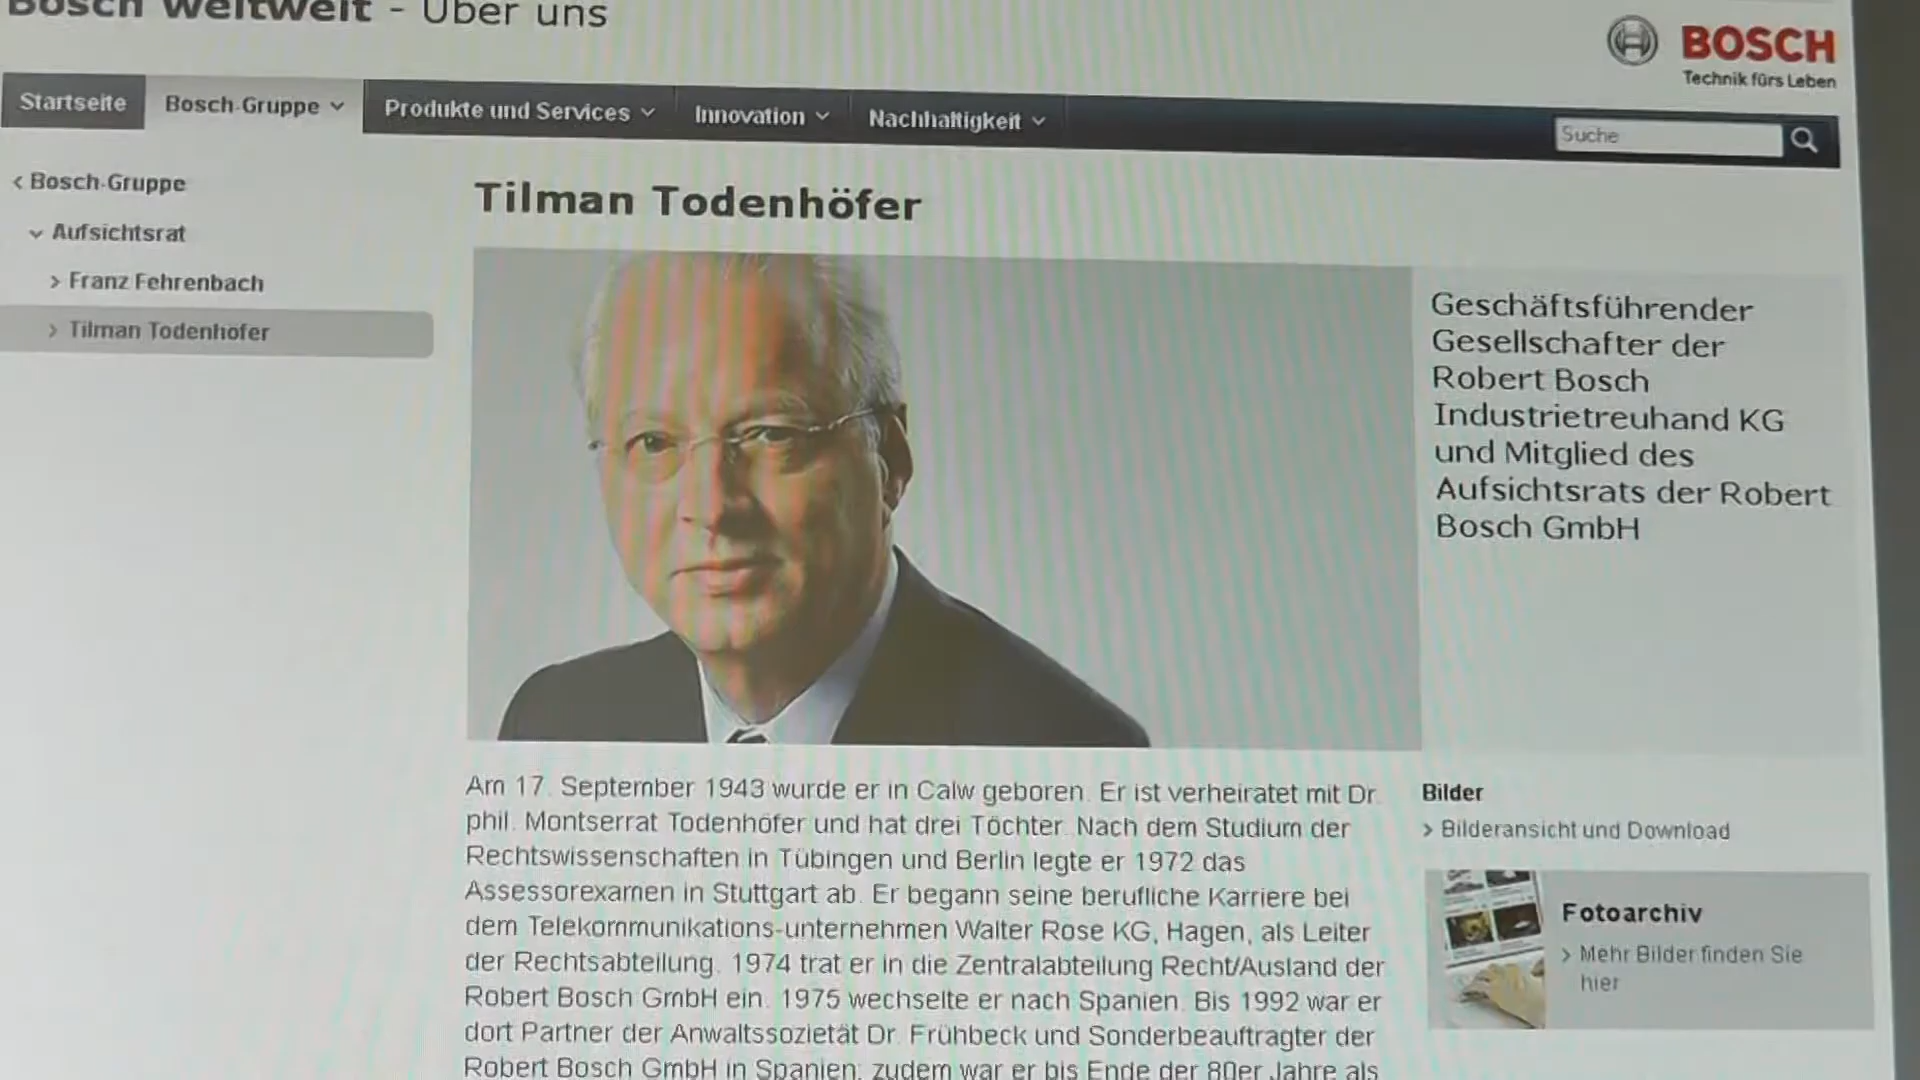 Bosch weltweit - Über uns
BOSCH
Technik fürs Leben
Startseite
Bosch-Gruppe
Produkte und Services
Innovation
Nachhaltigkeit
Suche
< Bosch-Gruppe
Aufsichtsrat
> Franz Fehrenbach
> Tilman Todenhöfer
Tilman Todenhöfer
Geschäftsführender
Gesellschafter der
Robert Bosch
Industrietreuhand KG
und Mitglied des
Aufsichtsrats der Robert
Bosch GmbH
Am 17. September 1943 wurde er in Calw geboren. Er ist verheiratet mit Dr.
phil. Montserrat Todenhöfer und hat drei Töchter. Nach dem Studium der
Rechtswissenschaften in Tübingen und Berlin legte er 1972 das
Assessorexamen in Stuttgart ab. Er begann seine berufliche Karriere bei
dem Telekommunikations-unternehmen Walter Rose KG, Hagen, als Leiter
der Rechtsabteilung. 1974 trat er in die Zentralabteilung Recht/Ausland der
Robert Bosch GmbH ein. 1975 wechselte er nach Spanien. Bis 1992 war er
dort Partner der Anwaltssozietät Dr. Frühbeck und Sonderbeauftragter der
Robert Bosch GmbH in Spanien; zudem war er bis Ende der 80er Jahre als
Bilder
> Bilderansicht und Download
Fotoarchiv
> Mehr Bilder finden Sie
hier